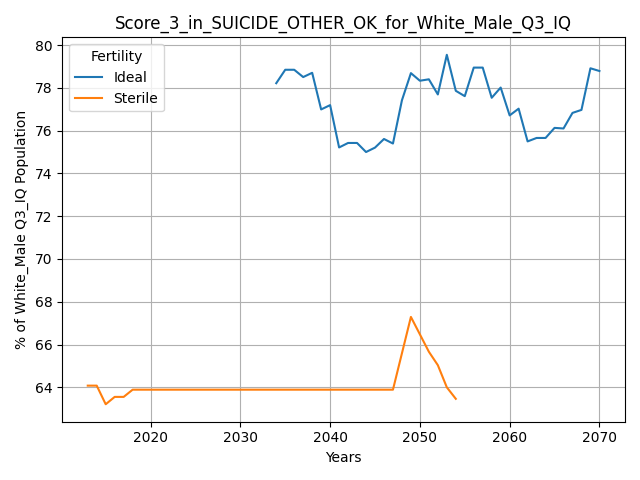 Score_3_in_SUICIDE_OTHER_OK_for_White_Male_Q3_IQ
80
78
76
74
72
70
68
66
64
% of White_Male Q3_IQ Population
Fertility
Ideal
Sterile
2020
2030
2040
2050
2060
2070
Years